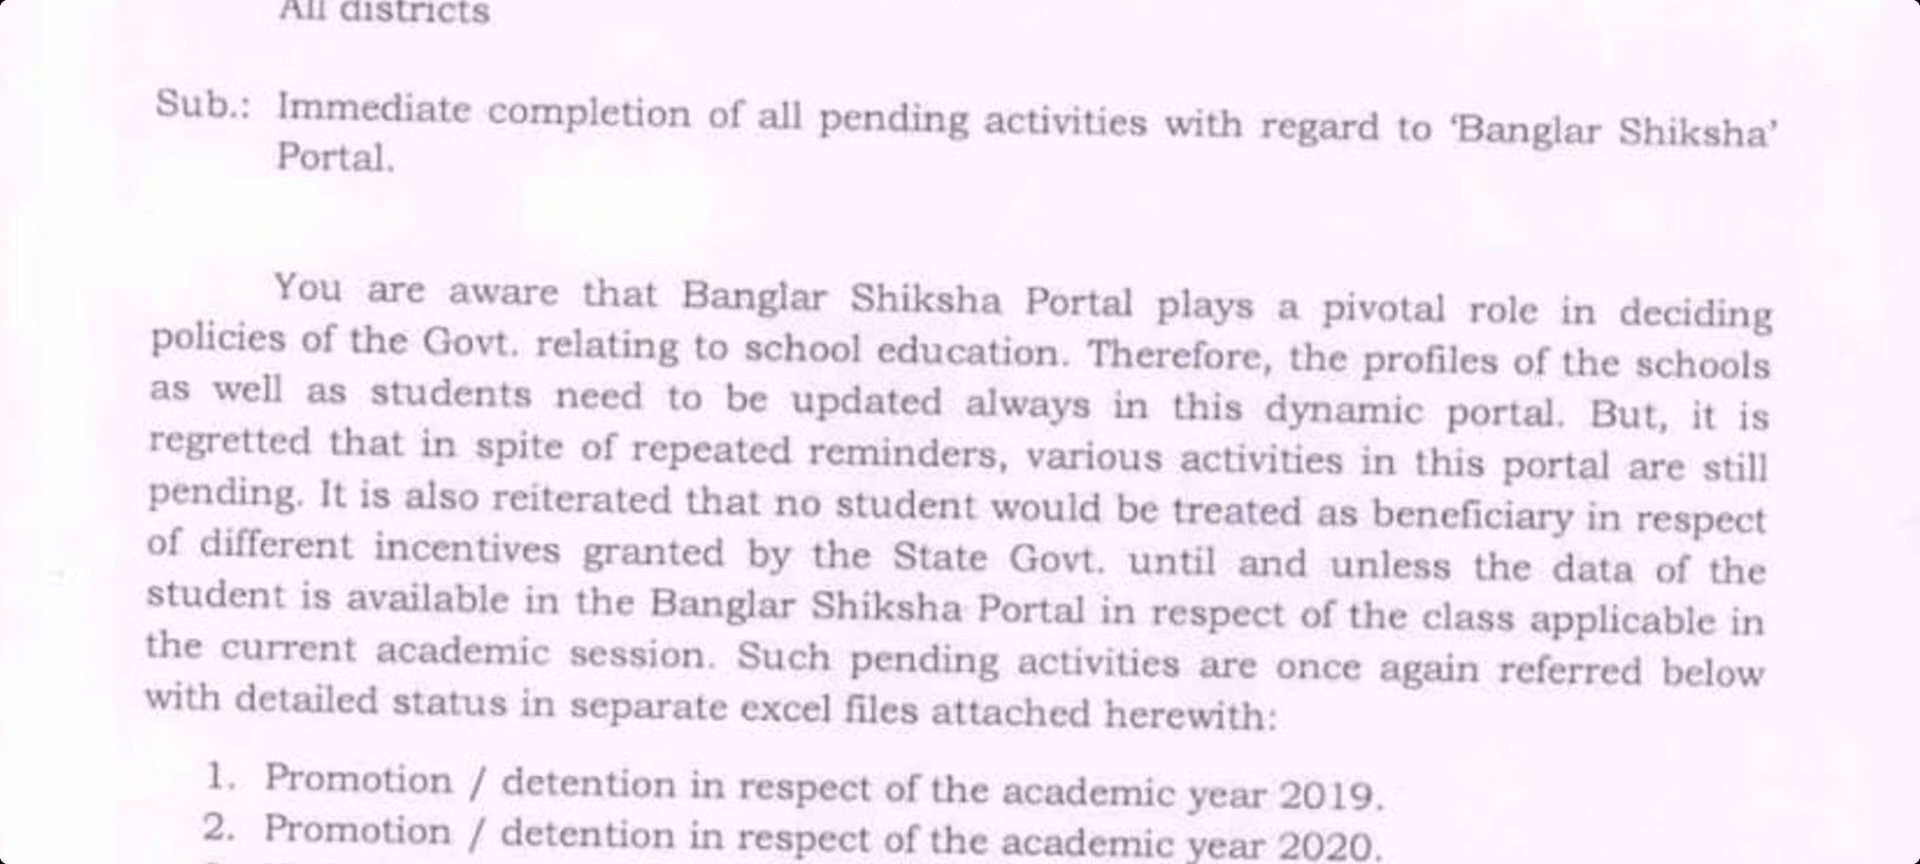 All districts
Sub.: Immediate completion of all pending activities with regard to ‘Banglar Shiksha’
Portal.
You are aware that Banglar Shiksha Portal plays a pivotal role in deciding
policies of the Govt. relating to school education. Therefore, the profiles of the schools
as well as students need to be updated always in this dynamic portal. But, it is
regretted that in spite of repeated reminders, various activities in this portal are still
pending. It is also reiterated that no student would be treated as beneficiary in respect
of different incentives granted by the State Govt. until and unless the data of the
student is available in the Banglar Shiksha Portal in respect of the class applicable in
the current academic session. Such pending activities are once again referred below
with detailed status in separate excel files attached herewith:
1. Promotion / detention in respect of the academic year 2019.
2. Promotion / detention in respect of the academic year 2020.